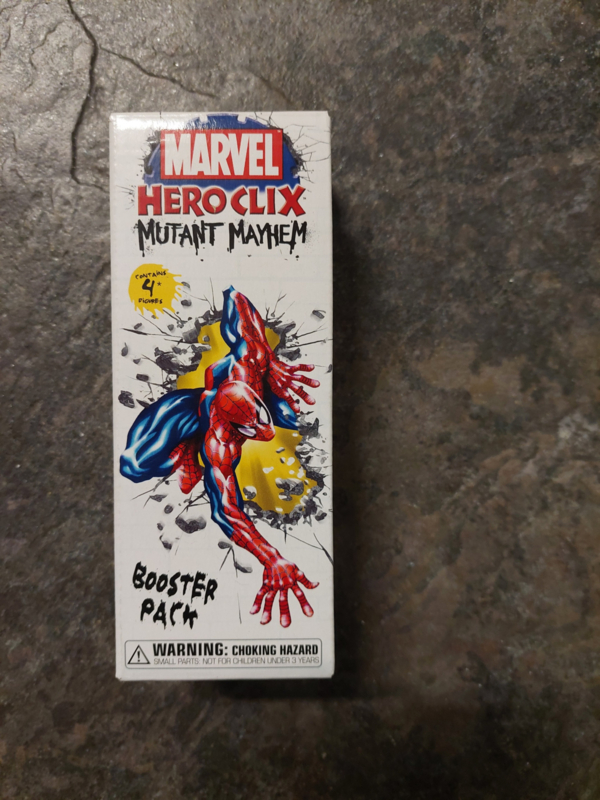 MARVEL
HEROCLIX
MUTANT MAYHEM
CONTAINS
4*
FIGURES
BOOSTER
PACK
WARNING: CHOKING HAZARD
SMALL PARTS. NOT FOR CHILDREN UNDER 3 YEARS